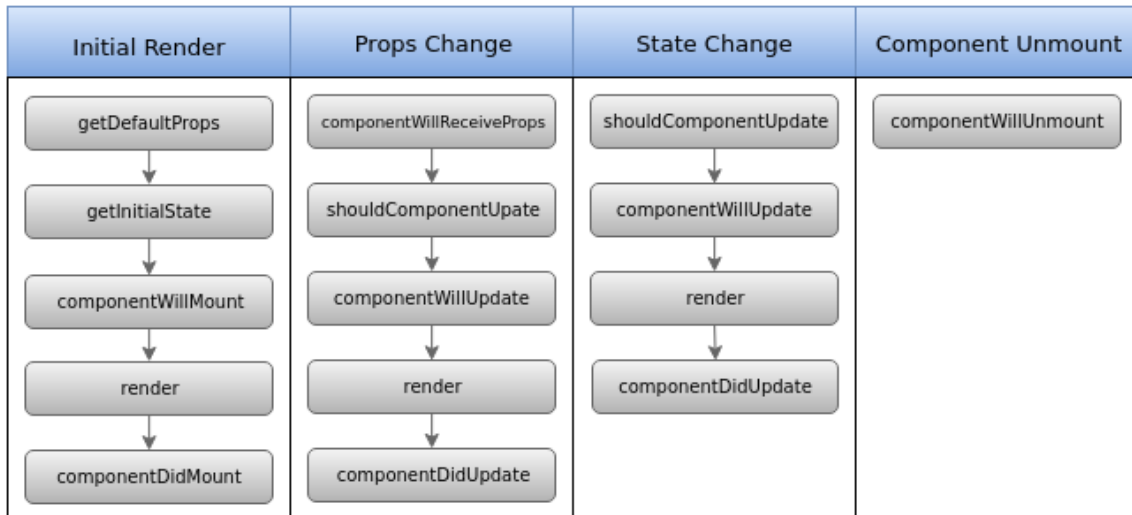 Initial Render
Props Change
State Change
Component Unmount
getDefaultProps
getInitialState
componentWillMount
render
componentDidMount
componentWillReceiveProps
shouldComponentUpate
componentWillUpdate
render
componentDidUpdate
shouldComponentUpdate
componentWillUpdate
render
componentDidUpdate
componentWillUnmount